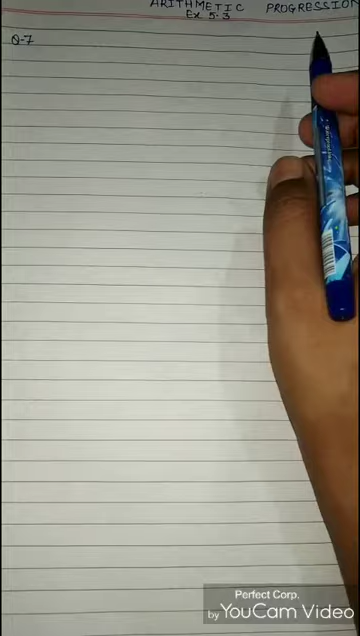 ARITHMETIC PROGRESSION
Ex 5.3
Q-7
Perfect Corp.
by YouCam Video